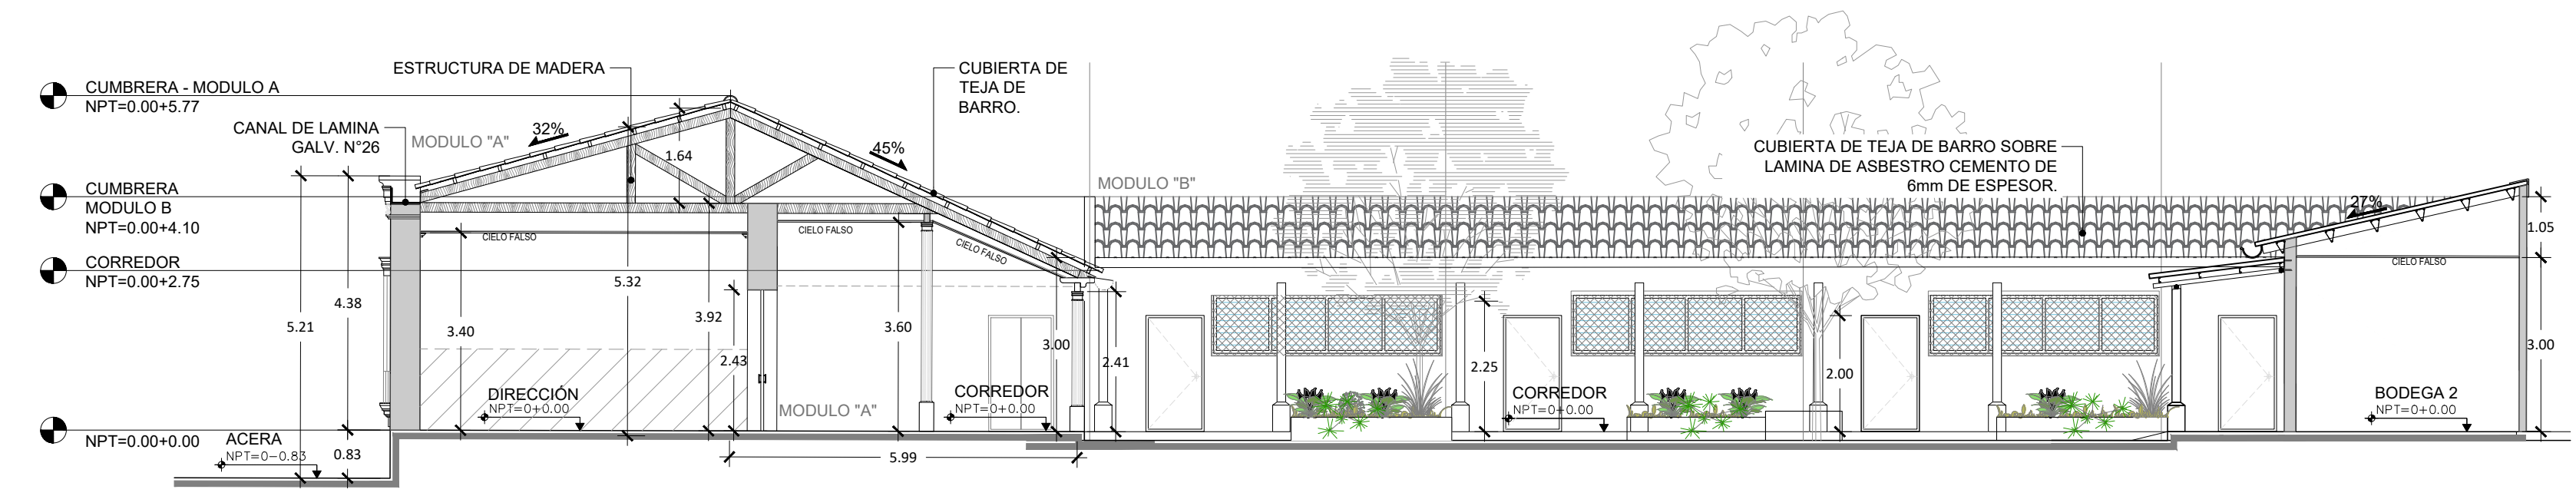 ESTRUCTURA DE MADERA
CUBIERTA DE
TEJA DE
BARRO.
CUMBRERA - MODULO A
NPT=0.00+5.77
CANAL DE LAMINA
GALV. N°26
MODULO "A"
32%
45%
1.64
CUBIERTA DE TEJA DE BARRO SOBRE
LAMINA DE ASBESTRO CEMENTO DE
6mm DE ESPESOR.
CUMBRERA
MODULO B
NPT=0.00+4.10
MODULO "B"
27%
1.05
CIELO FALSO
CIELO FALSO
CIELO FALSO
CIELO FALSO
CORREDOR
NPT=0.00+2.75
5.21
4.38
3.40
5.32
3.92
2.43
3.60
3.00
2.41
2.25
2.00
3.00
DIRECCIÓN
NPT=0+0.00
MODULO "A"
CORREDOR
NPT=0+0.00
CORREDOR
NPT=0+0.00
BODEGA 2
NPT=0+0.00
NPT=0.00+0.00
ACERA
NPT=0-0.83
0.83
5.99